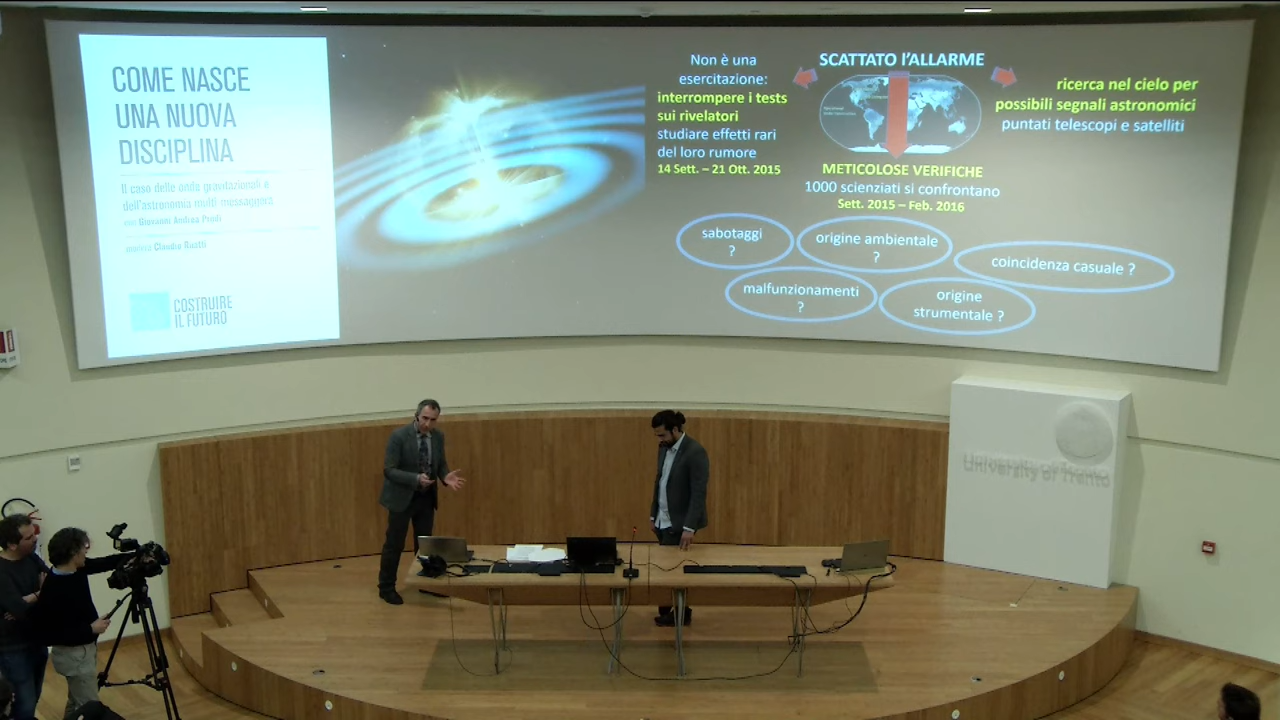 COME NASCE
UNA NUOVA
DISCIPLINA
Il caso delle onde gravitazionali e
dell'astronomia multi messaggera
con Giovanni Andrea Prodi
COSTRUIRE
IL FUTURO
Non è una
esercitazione:
interrompere i tests
sui rivelatori
studiare effetti rari
del loro rumore
14 Sett. – 21 Ott. 2015
SCATTATO l'ALLARME
METICOLOSE VERIFICHE
1000 scienziati si confrontano
Sett. 2015 – Feb. 2016
ricerca nel cielo per
possibili segnali astronomici
puntati telescopi e satelliti
sabotaggi
?
origine ambientale
?
coincidenza casuale ?
malfunzionamenti
?
origine
strumentale ?
University of Trento